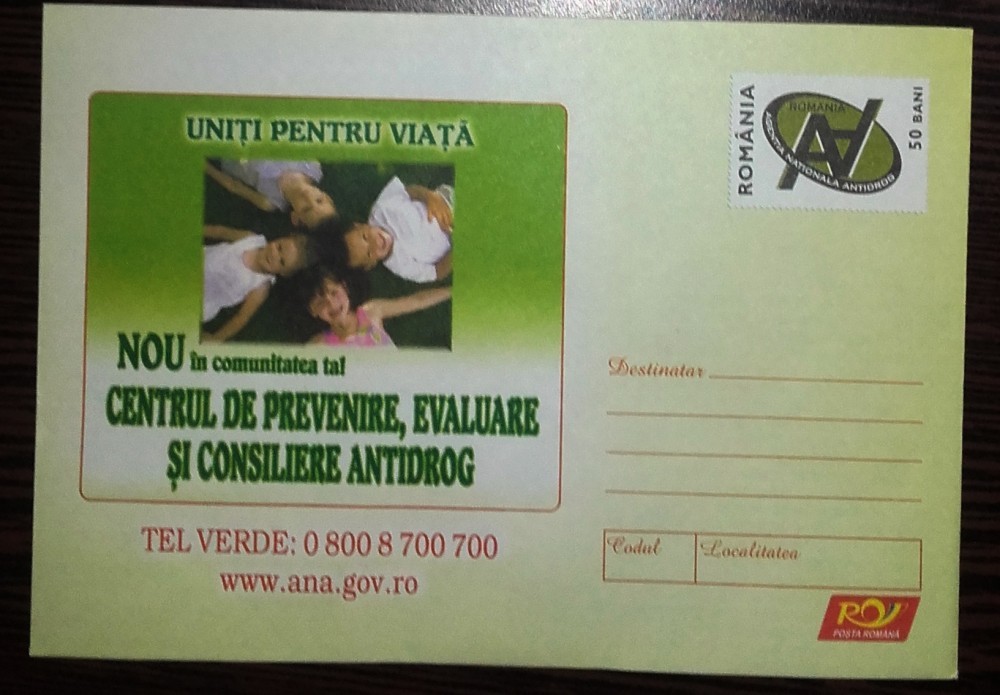 UNIȚI PENTRU VIAȚĂ
NOU în comunitatea ta!
CENTRUL DE PREVENIRE, EVALUARE
ȘI CONSILIERE ANTIDROG
TEL VERDE: 0 800 8 700 700
www.ana.gov.ro
ROMÂNIA
ROMÂNIA
AGENȚIA NAȚIONALĂ ANTIDROG
50 BANI
Destinatar
Codul
Localitatea
POȘTA ROMÂNĂ